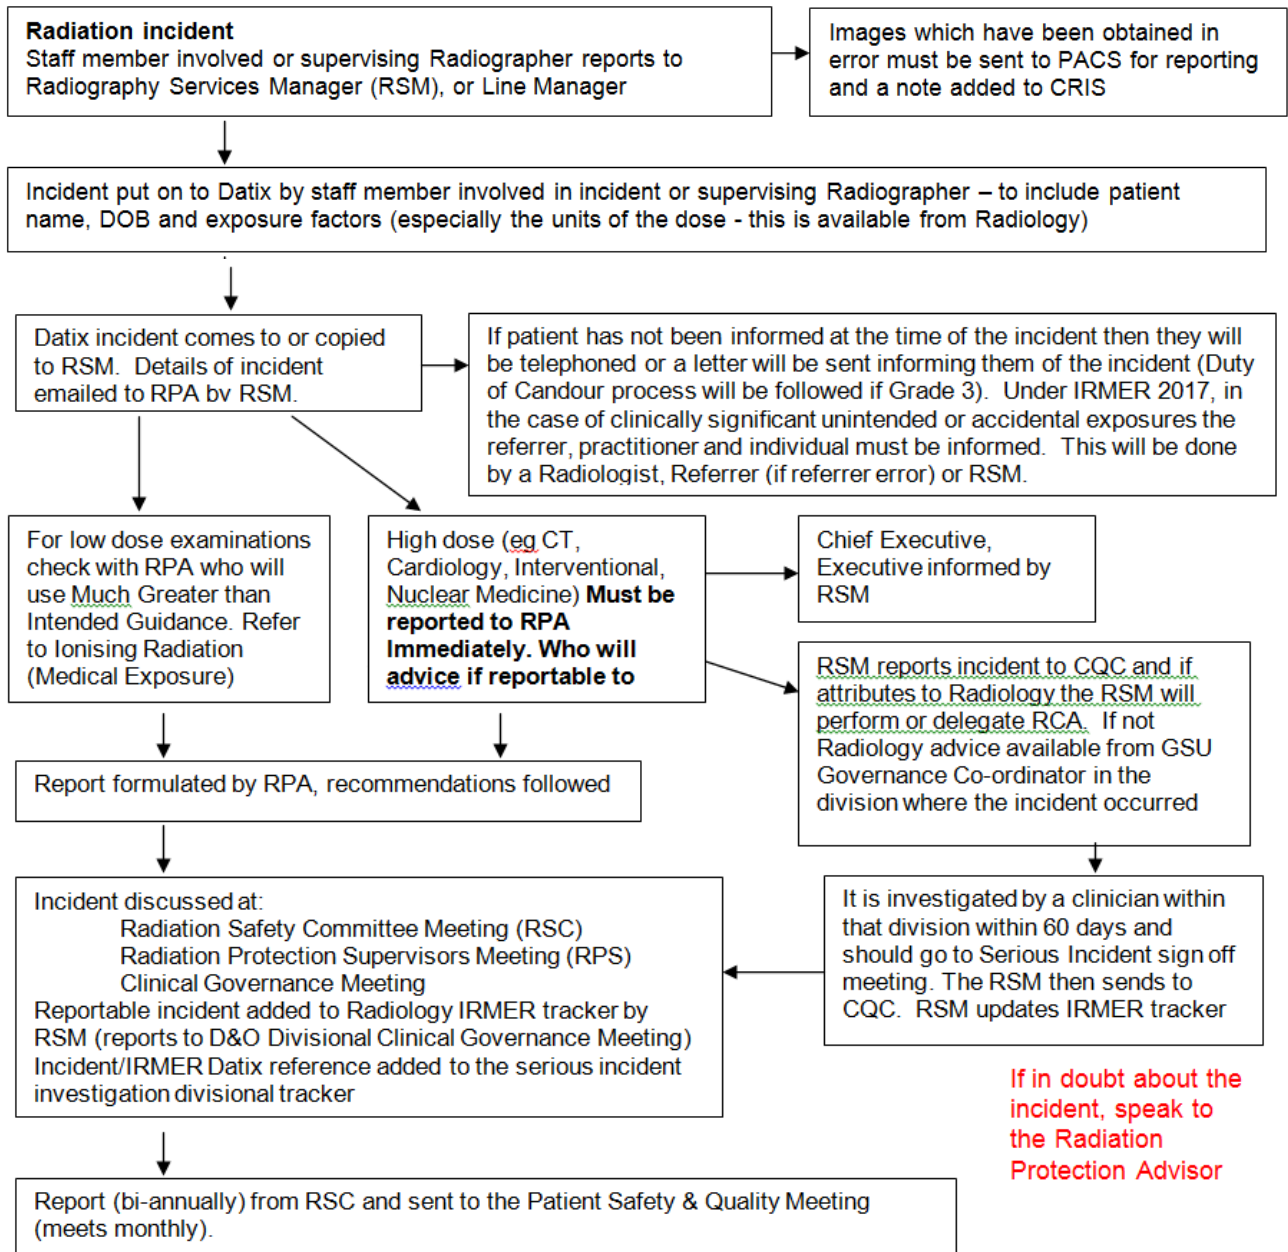 Radiation incident
Staff member involved or supervising Radiographer reports to
Radiography Services Manager (RSM), or Line Manager
Images which have been obtained in
error must be sent to PACS for reporting
and a note added to CRIS
Incident put on to Datix by staff member involved in incident or supervising Radiographer – to include patient
name, DOB and exposure factors (especially the units of the dose - this is available from Radiology)
Datix incident comes to or copied
to RSM.  Details of incident
emailed to RPA by RSM.
If patient has not been informed at the time of the incident then they will
be telephoned or a letter will be sent informing them of the incident (Duty
of Candour process will be followed if Grade 3).  Under IRMER 2017, in
the case of clinically significant unintended or accidental exposures the
referrer, practitioner and individual must be informed.  This will be done
by a Radiologist, Referrer (if referrer error) or RSM.
For low dose examinations
check with RPA who will
use Much Greater than
Intended Guidance. Refer
to Ionising Radiation
(Medical Exposure)
High dose (eg CT,
Cardiology, Interventional,
Nuclear Medicine) Must be
reported to RPA
Immediately. Who will
advice if reportable to
Chief Executive,
Executive informed by
RSM
RSM reports incident to CQC and if
attributes to Radiology the RSM will
perform or delegate RCA.  If not
Radiology advice available from GSU
Governance Co-ordinator in the
division where the incident occurred
Report formulated by RPA, recommendations followed
Incident discussed at:
Radiation Safety Committee Meeting (RSC)
Radiation Protection Supervisors Meeting (RPS)
Clinical Governance Meeting
Reportable incident added to Radiology IRMER tracker by
RSM (reports to D&O Divisional Clinical Governance Meeting)
Incident/IRMER Datix reference added to the serious incident
investigation divisional tracker
It is investigated by a clinician within
that division within 60 days and
should go to Serious Incident sign off
meeting. The RSM then sends to
CQC.  RSM updates IRMER tracker
If in doubt about the
incident, speak to
the Radiation
Protection Advisor
Report (bi-annually) from RSC and sent to the Patient Safety & Quality Meeting
(meets monthly).